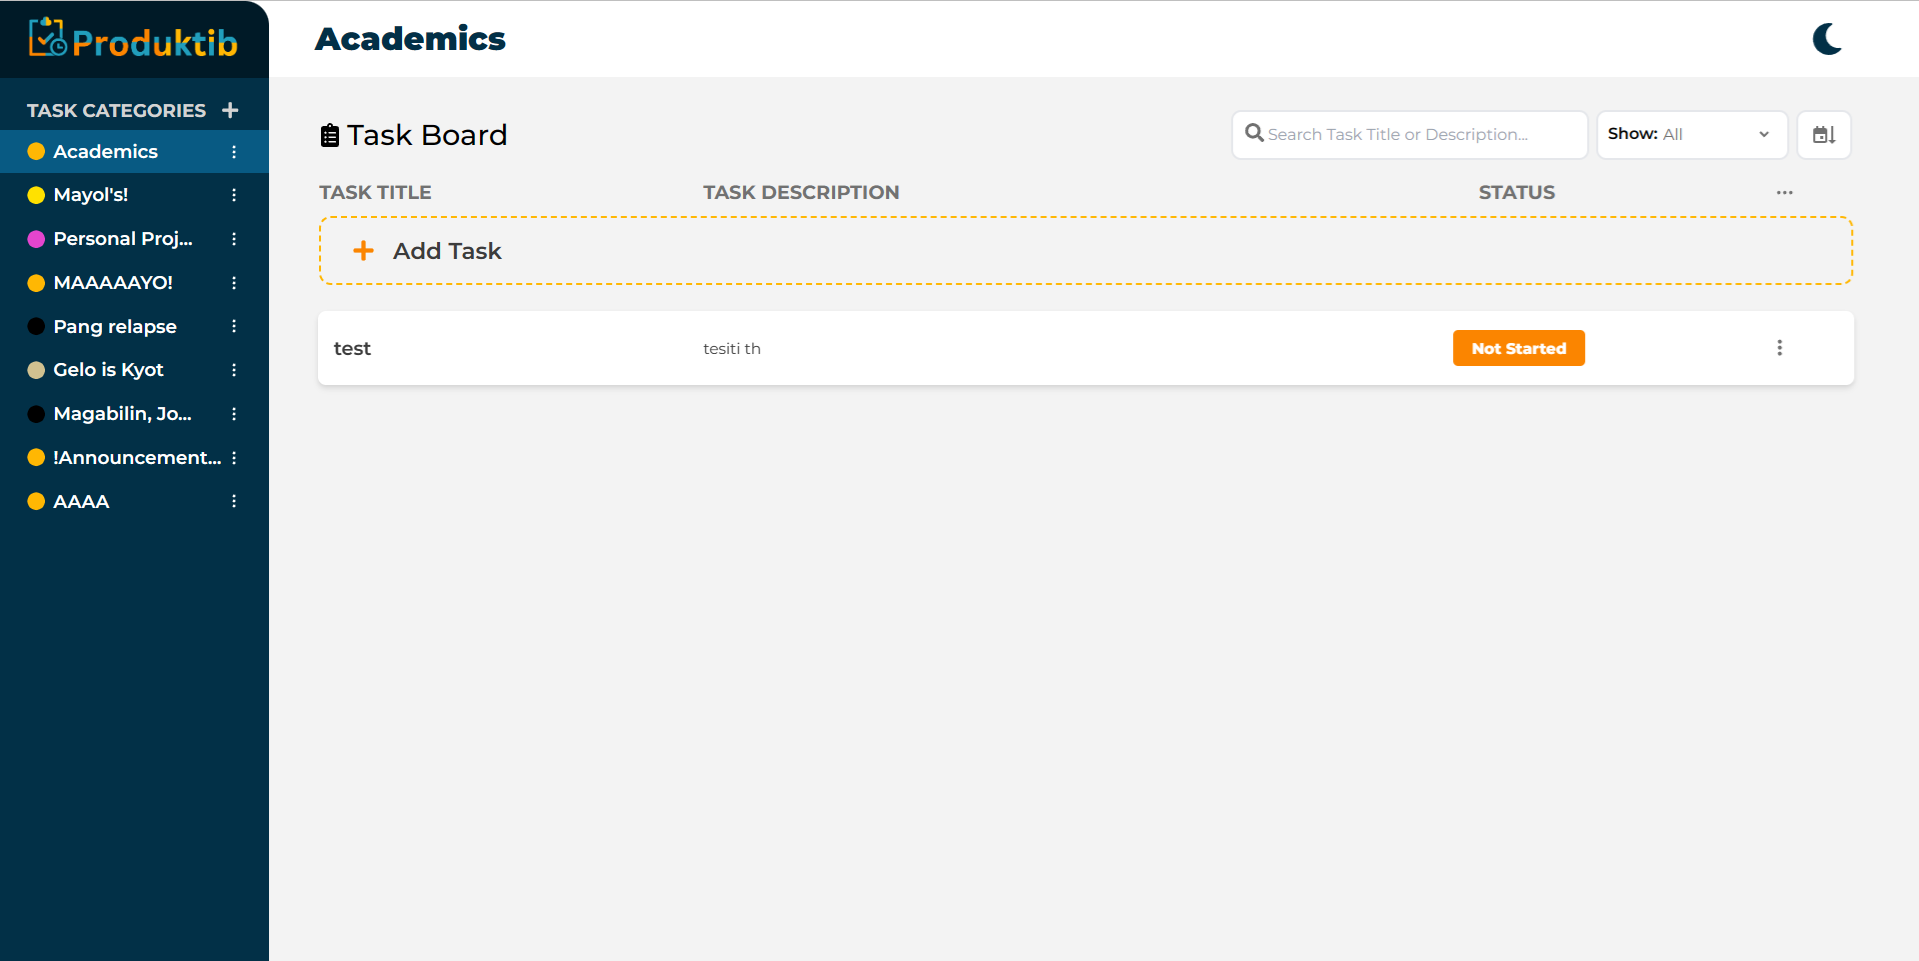 Produktib
Academics
TASK CATEGORIES
Academics
Mayol's!
Personal Proj...
MAAAAAYO!
Pang relapse
Gelo is Kyot
Magabilin, Jo...
!Announcement...
AAAA
Task Board
Search Task Title or Description...
Show: All
TASK TITLE TASK DESCRIPTION STATUS ...
Add Task
test tesiti th Not Started